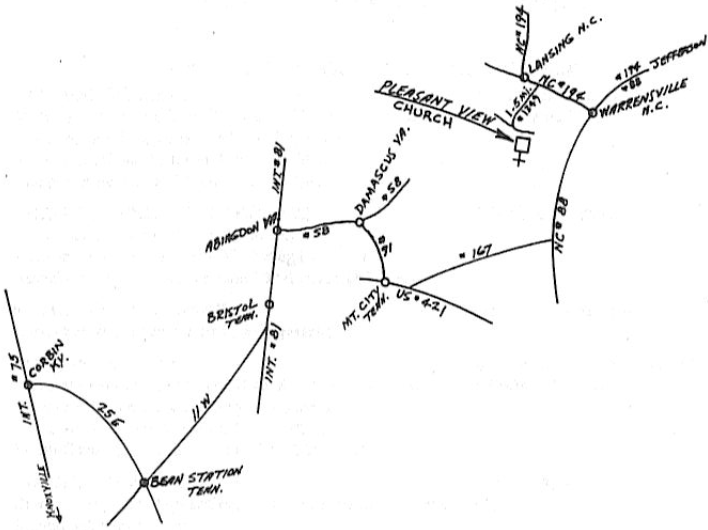 NC#194
LANSING N.C.
NC#194
#194
#88
JEFFERSON
WARRENSVILLE
N.C.
1.5 MI.
#1349
PLEASANT VIEW
CHURCH
INT.#81
DAMASCUS VA.
#58
ABINGDON VA.
#58
#91
#167
NC#88
MT. CITY
TENN.
US#421
BRISTOL
TENN.
INT.#81
#75
INT.
CORBIN
KY.
25E
11W
BEAN STATION
TENN.
KNOXVILLE